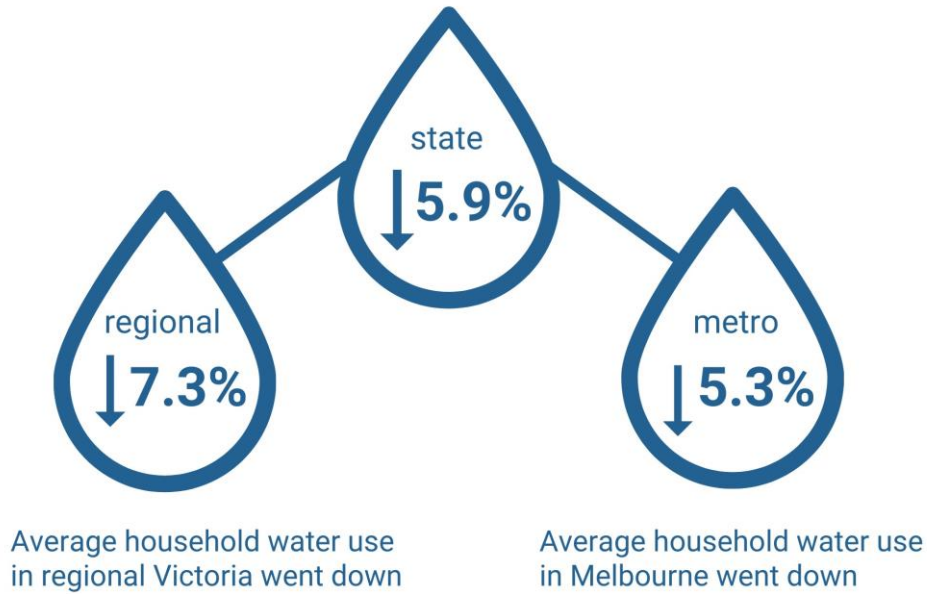 state
↓5.9%
regional
↓7.3%
metro
↓5.3%
Average household water use
in regional Victoria went down
Average household water use
in Melbourne went down